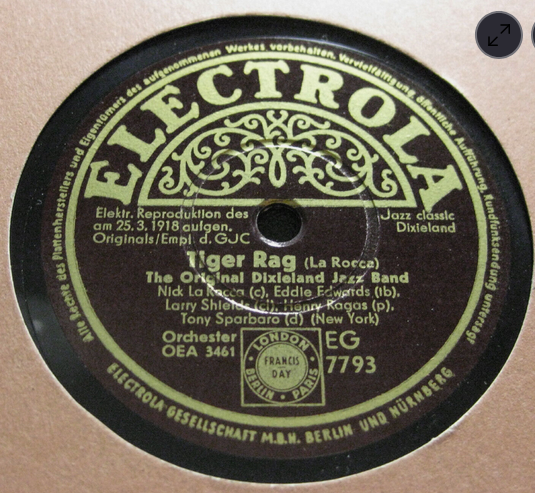 Alle Rechte des Plattenherstellers und Eigentümers des aufgenommenen Werkes vorbehalten. Vervielfältigung, öffentliche Aufführung, Rundfunksendung untersagt
ELECTROLA
Elektr. Reproduktion des
am 25.3.1918 aufgen.
Originals/Empl. d. GJC
Jazz classic
Dixieland
Tiger Rag (La Rocca)
The Original Dixieland Jazz Band
Nick La Rocca (c), Eddie Edwards (tb),
Larry Shields (cl), Henry Ragas (p),
Tony Sparbaro (d) (New York)
Orchester
OEA 3461
LONDON
FRANCIS
DAY
BERLIN • PARIS
EG
7793
ELECTROLA-GESELLSCHAFT M.B.H. BERLIN UND NÜRNBERG